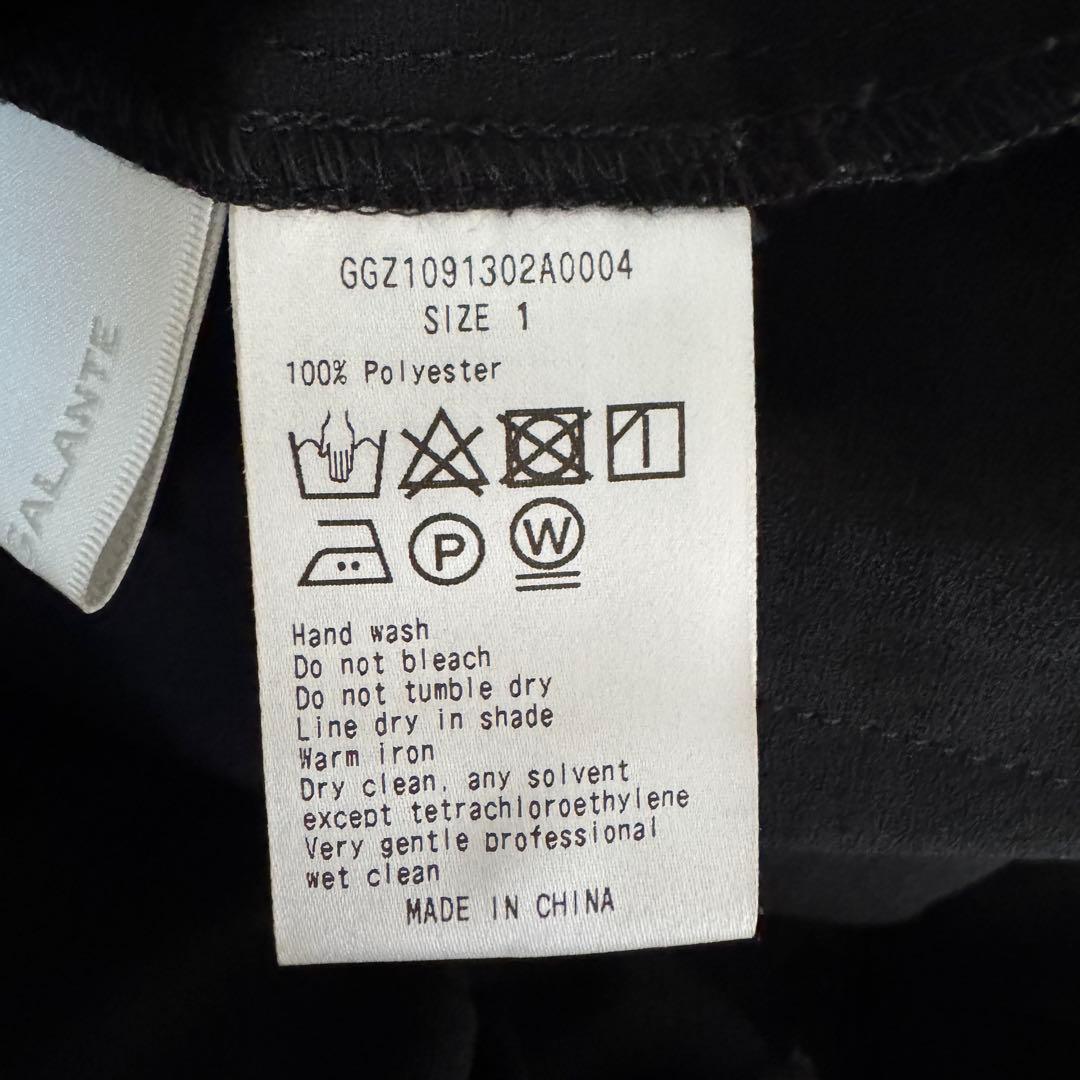 GALANTE
GGZ1091302A0004
SIZE 1
100% Polyester
P
W
Hand wash
Do not bleach
Do not tumble dry
Line dry in shade
Warm iron
Dry clean, any solvent
except tetrachloroethylene
Very gentle professional
wet clean
MADE IN CHINA